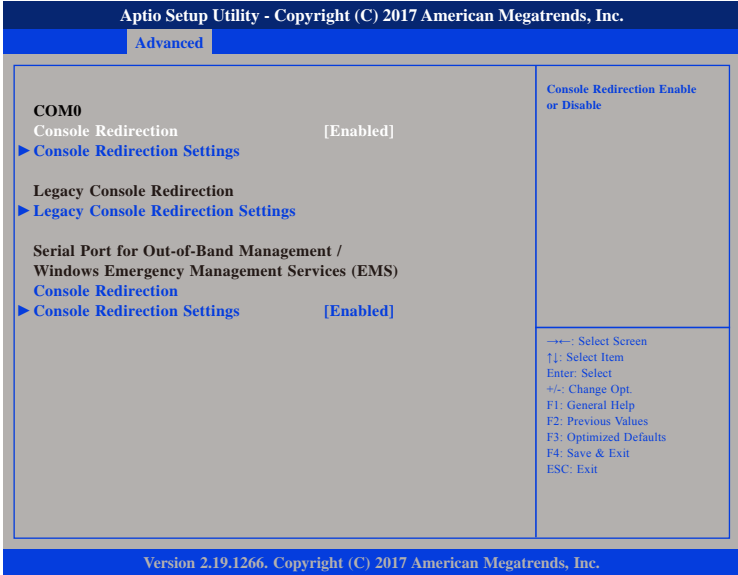 Aptio Setup Utility - Copyright (C) 2017 American Megatrends, Inc.
Advanced
COM0
Console Redirection [Enabled]
►Console Redirection Settings
Legacy Console Redirection
►Legacy Console Redirection Settings
Serial Port for Out-of-Band Management /
Windows Emergency Management Services (EMS)
Console Redirection
►Console Redirection Settings [Enabled]
Console Redirection Enable
or Disable
→←: Select Screen
↑↓: Select Item
Enter: Select
+/-: Change Opt.
F1: General Help
F2: Previous Values
F3: Optimized Defaults
F4: Save & Exit
ESC: Exit
Version 2.19.1266. Copyright (C) 2017 American Megatrends, Inc.